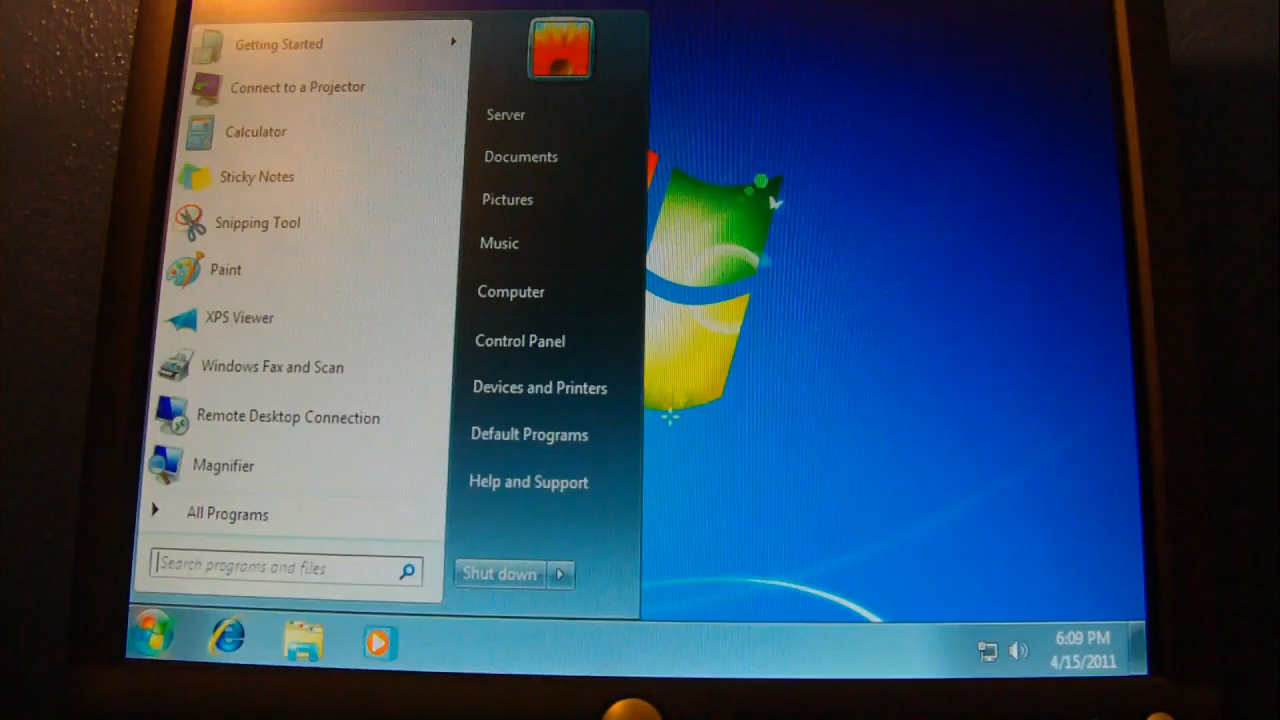 Getting Started
Connect to a Projector
Calculator
Sticky Notes
Snipping Tool
Paint
XPS Viewer
Windows Fax and Scan
Remote Desktop Connection
Magnifier
All Programs
Search programs and files
Server
Documents
Pictures
Music
Computer
Control Panel
Devices and Printers
Default Programs
Help and Support
Shut down
6:09 PM
4/15/2011